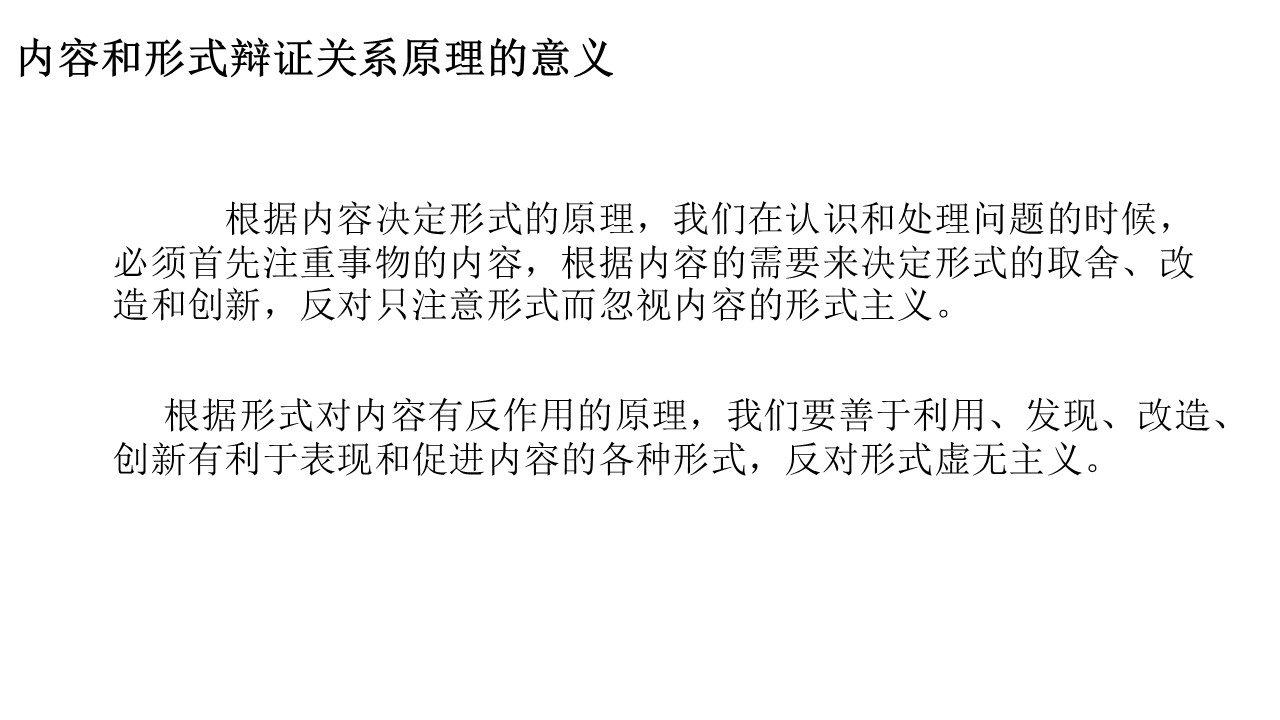 内容和形式辩证关系原理的意义
根据内容决定形式的原理，我们在认识和处理问题的时候，
必须首先注重事物的内容，根据内容的需要来决定形式的取舍、改
造和创新，反对只注意形式而忽视内容的形式主义。
根据形式对内容有反作用的原理，我们要善于利用、发现、改造、
创新有利于表现和促进内容的各种形式，反对形式虚无主义。